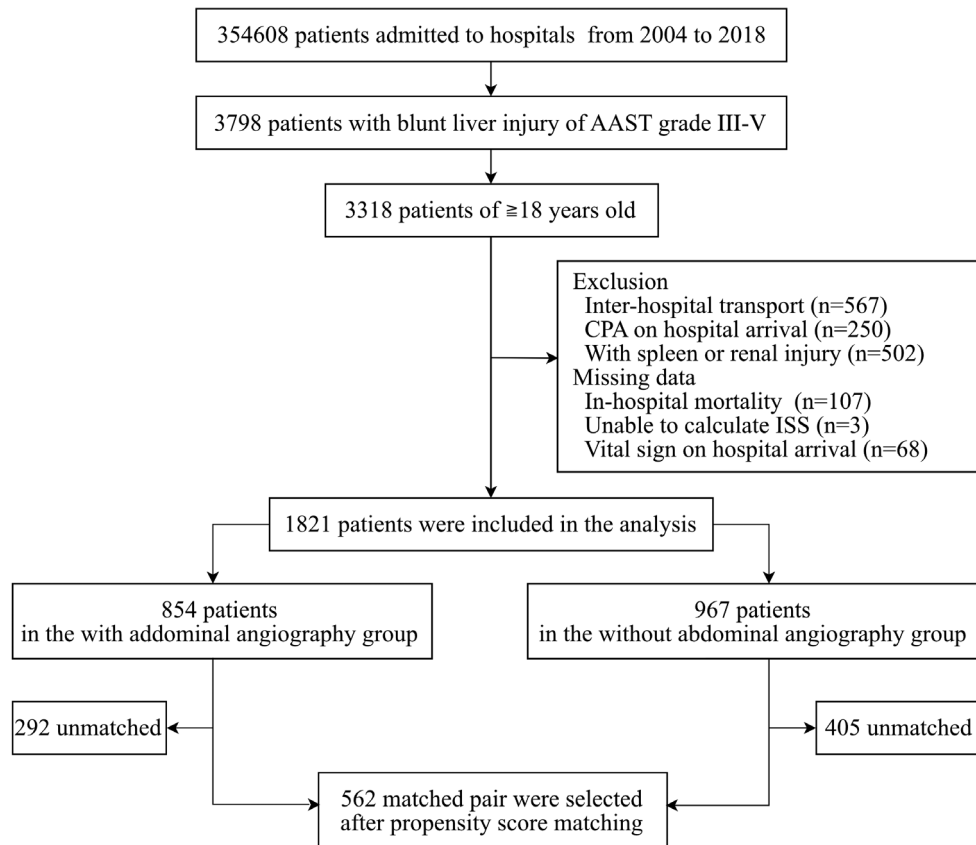 354608 patients admitted to hospitals from 2004 to 2018
3798 patients with blunt liver injury of AAST grade III-V
3318 patients of ≧18 years old
Exclusion
Inter-hospital transport (n=567)
CPA on hospital arrival (n=250)
With spleen or renal injury (n=502)
Missing data
In-hospital mortality (n=107)
Unable to calculate ISS (n=3)
Vital sign on hospital arrival (n=68)
1821 patients were included in the analysis
854 patients
in the with addominal angiography group
967 patients
in the without abdominal angiography group
292 unmatched
405 unmatched
562 matched pair were selected
after propensity score matching